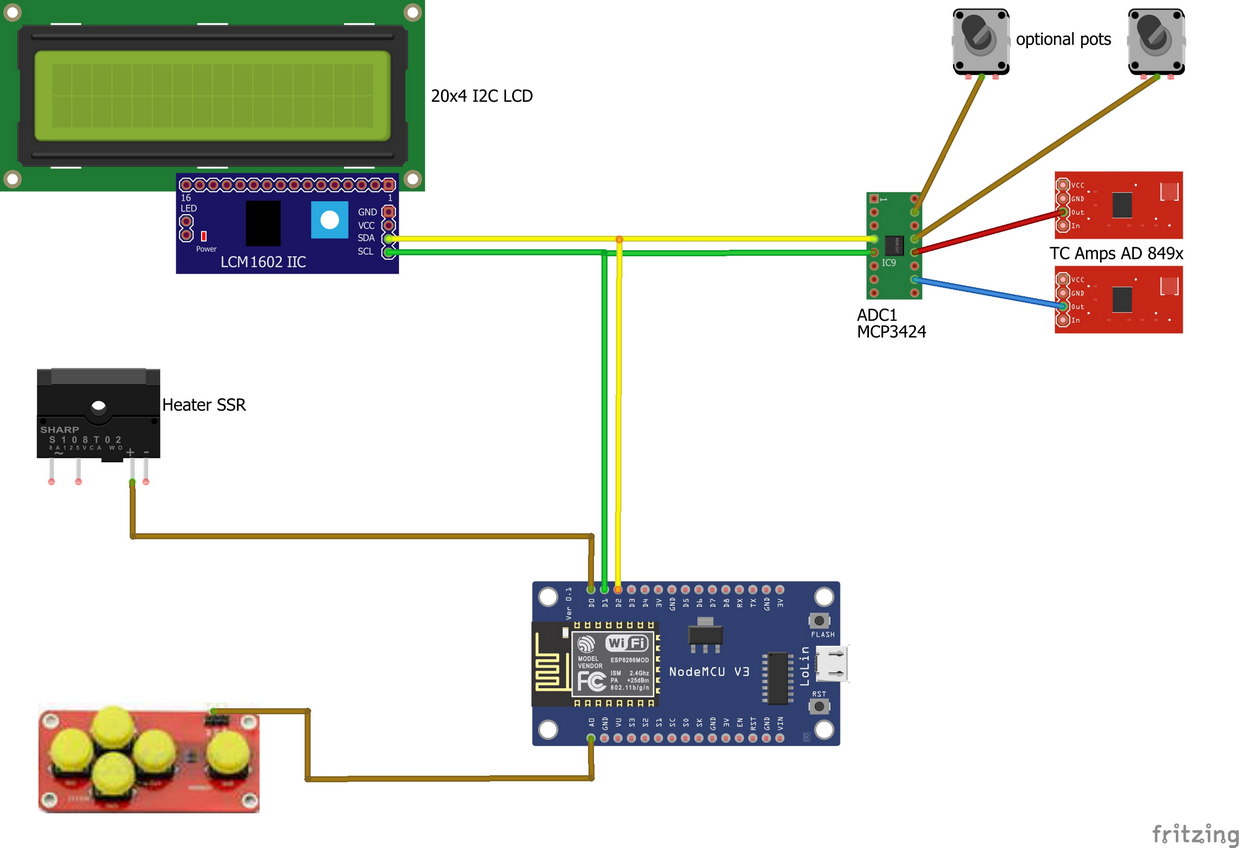 20x4 I2C LCD
optional pots
16
1
LED
GND
VCC
SDA
SCL
Power
LCM1602 IIC
1
IC9
ADC1
MCP3424
VCC
GND
Out
In
TC Amps AD 849x
VCC
GND
Out
In
Heater SSR
SHARP
S108T02
8A125VCA WO
~ + -
Ver 0.1
D0 D1 D2 D3 D4 3V GND D5 D6 D7 D8 RX TX GND 3V
FLASH
WiFi
MODEL
VENDOR
ESP8266MOD
FC
ISM 2.4Ghz
PA +25dBm
802.11b/g/n
NodeMCU V3
LoLin
RST
A0 GND VU S3 S2 S1 SC S0 SK GND 3V EN RST GND VIN
fritzing